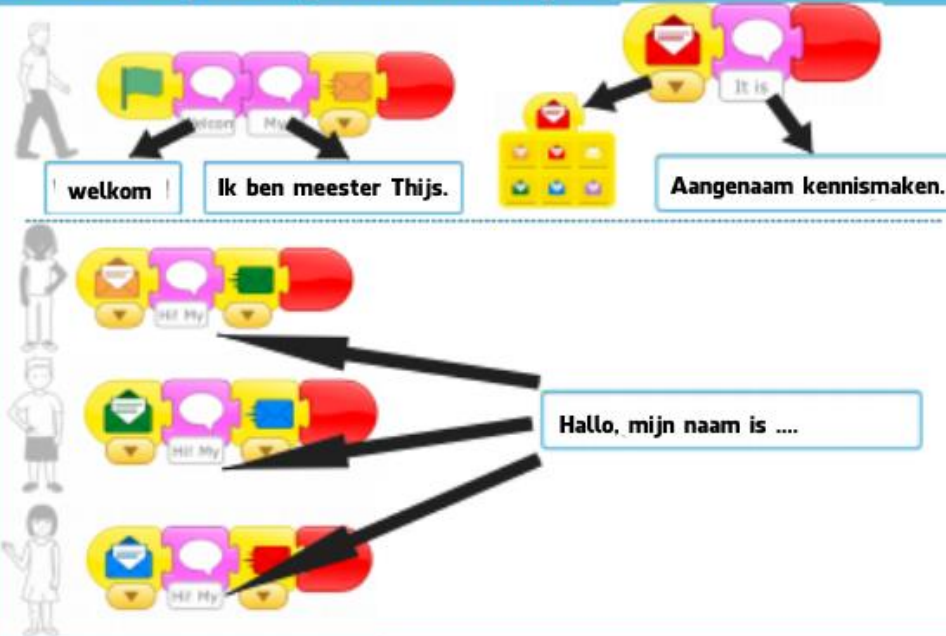 It is
My
welkom
Ik ben meester Thijs.
Aangenaam kennismaken.
Hi! My
Hi! My
Hallo, mijn naam is ....
Hi! My